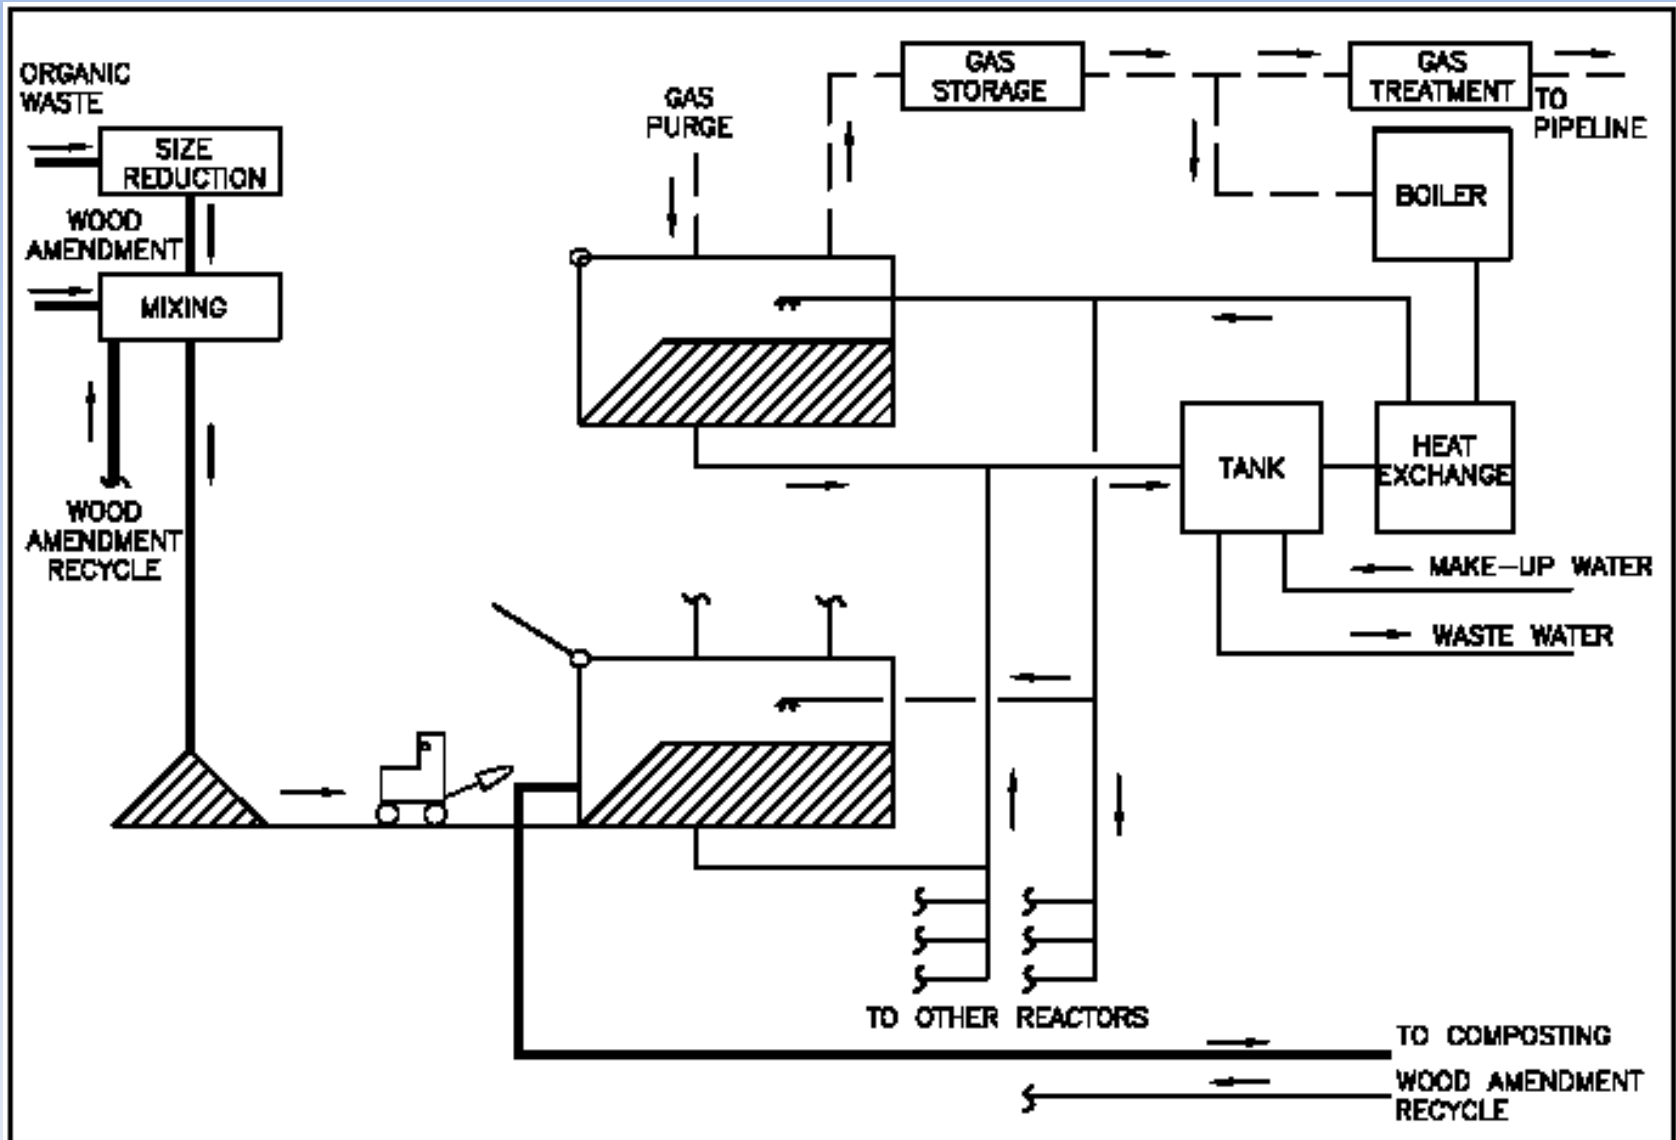 ORGANIC
WASTE
SIZE
REDUCTION
WOOD
AMENDMENT
MIXING
WOOD
AMENDMENT
RECYCLE
GAS
PURGE
GAS
STORAGE
GAS
TREATMENT
TO
PIPELINE
BOILER
TANK
HEAT
EXCHANGE
MAKE-UP WATER
WASTE WATER
TO OTHER REACTORS
TO COMPOSTING
WOOD AMENDMENT
RECYCLE